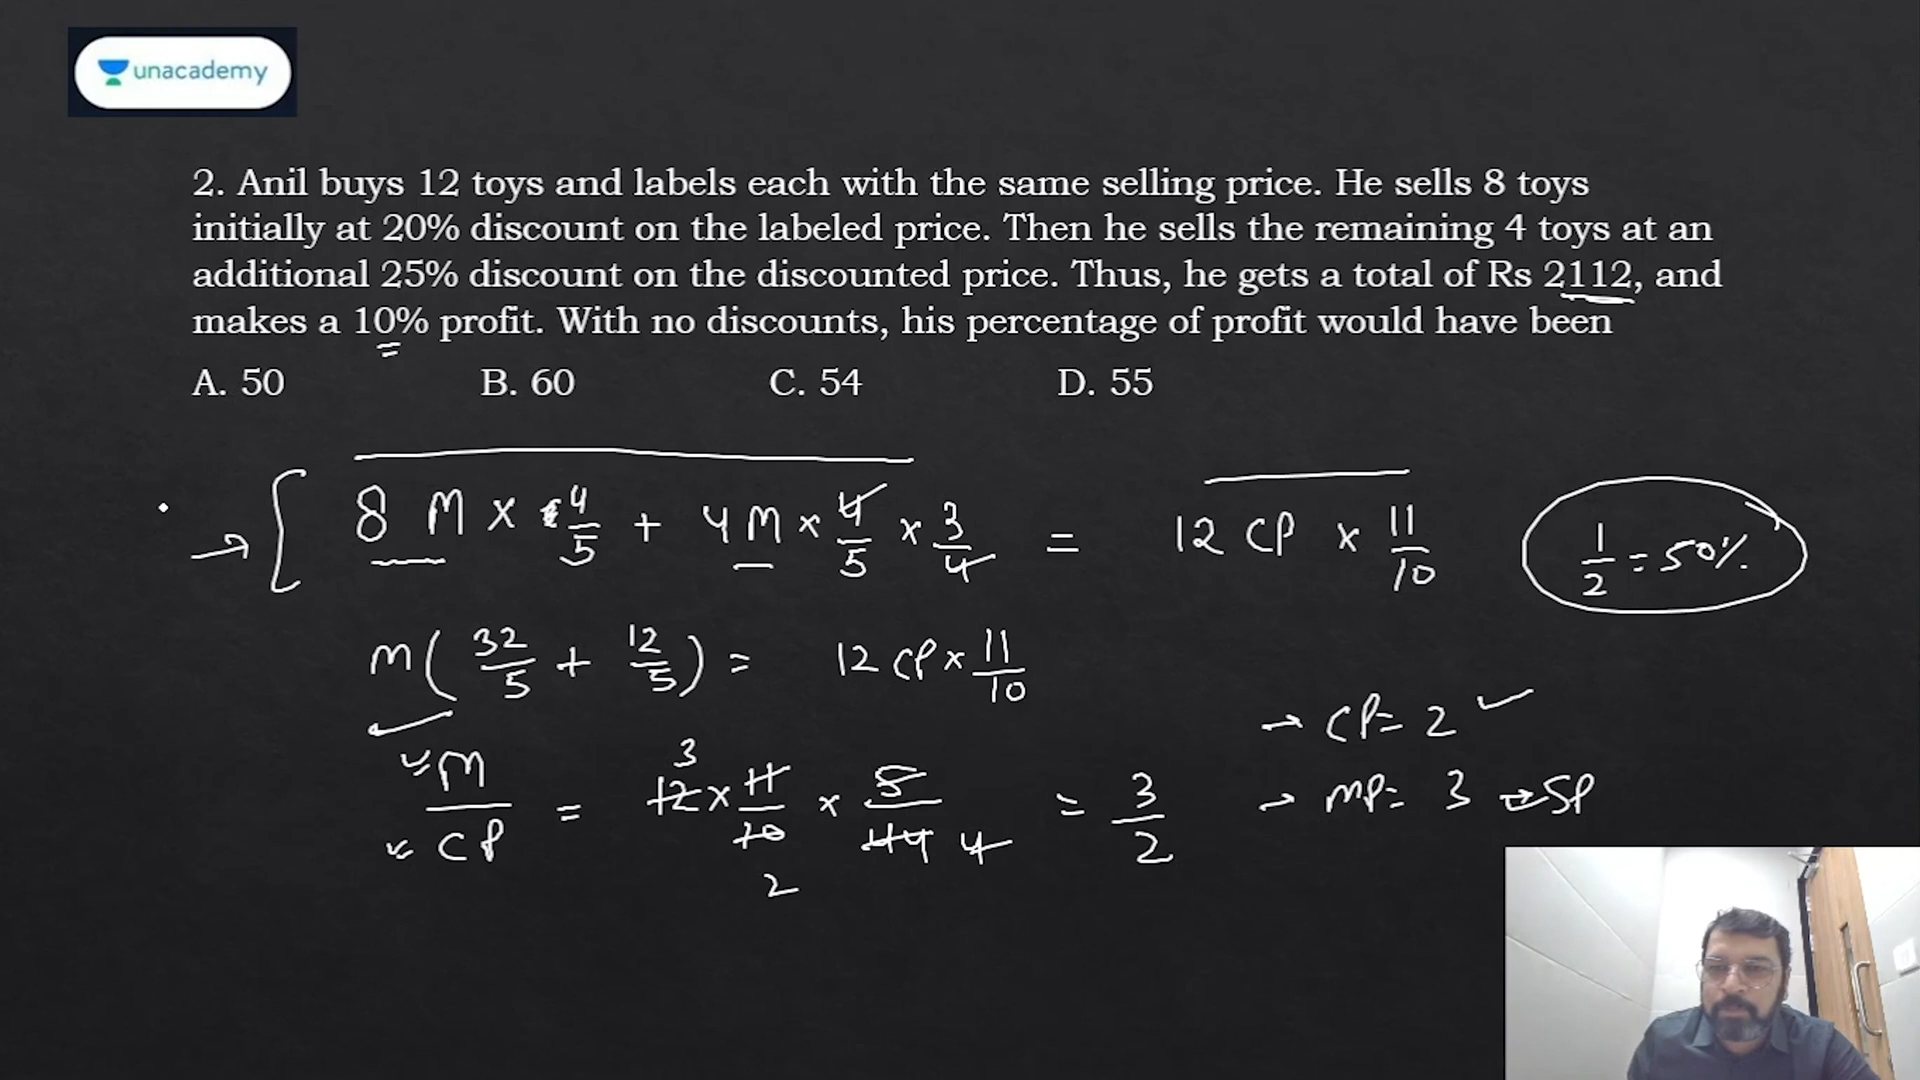 unacademy
2. Anil buys 12 toys and labels each with the same selling price. He sells 8 toys
initially at 20% discount on the labeled price. Then he sells the remaining 4 toys at an
additional 25% discount on the discounted price. Thus, he gets a total of Rs 2112, and
makes a 10% profit. With no discounts, his percentage of profit would have been
A. 50 B. 60 C. 54 D. 55
→ [ 8 M × 4/5 + 4M × 4/5 × 3/4 = 12 CP × 11/10
1/2 = 50%
M ( 32/5 + 12/5 ) = 12 CP × 11/10
→ CP = 2 ✓
M/CP = 12 × 11/10 × 5/44 = 3/2
3
2
4
→ MP = 3 → SP